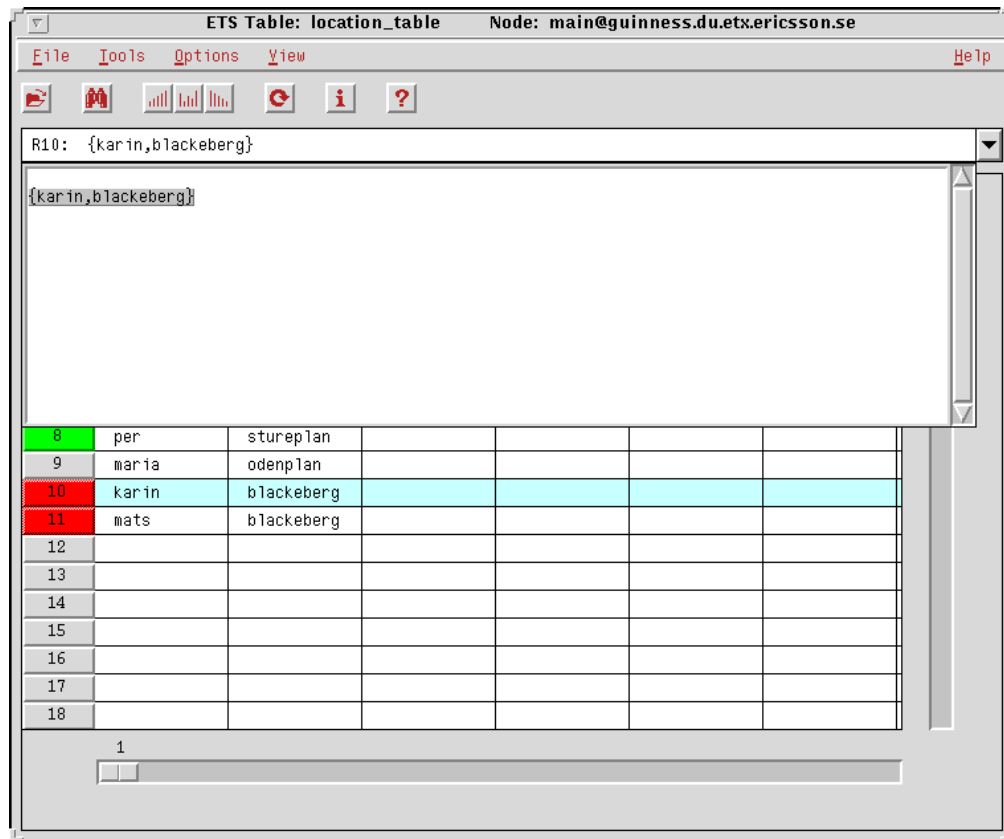 ETS Table: location_table Node: main@guinness.du.etx.ericsson.se
File Tools Options View Help
i ?
R10: {karin,blackeberg}
{karin,blackeberg}
8 per stureplan
9 maria odenplan
10 karin blackeberg
11 mats blackeberg
12
13
14
15
16
17
18
1